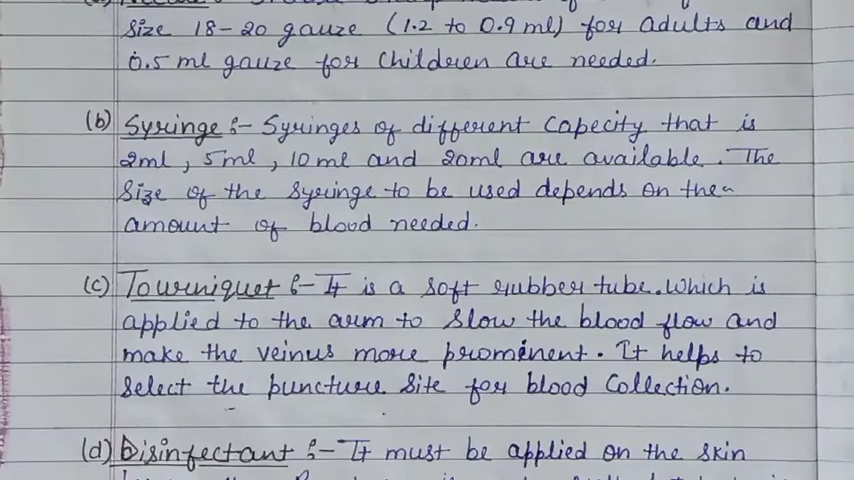 size 18-20 gauze (1.2 to 0.9 ml) for adults and
0.5 ml gauze for children are needed.
(b) Syringe :- Syringes of different capecity that is
2ml, 5ml, 10 ml and 20ml are available. The
size of the syringe to be used depends on the
amount of blood needed.
(c) Tourniquet :- It is a soft rubber tube. Which is
applied to the arm to slow the blood flow and
make the veinus more prominent. It helps to
select the puncture site for blood collection.
(d) Disinfectant :- It must be applied on the skin